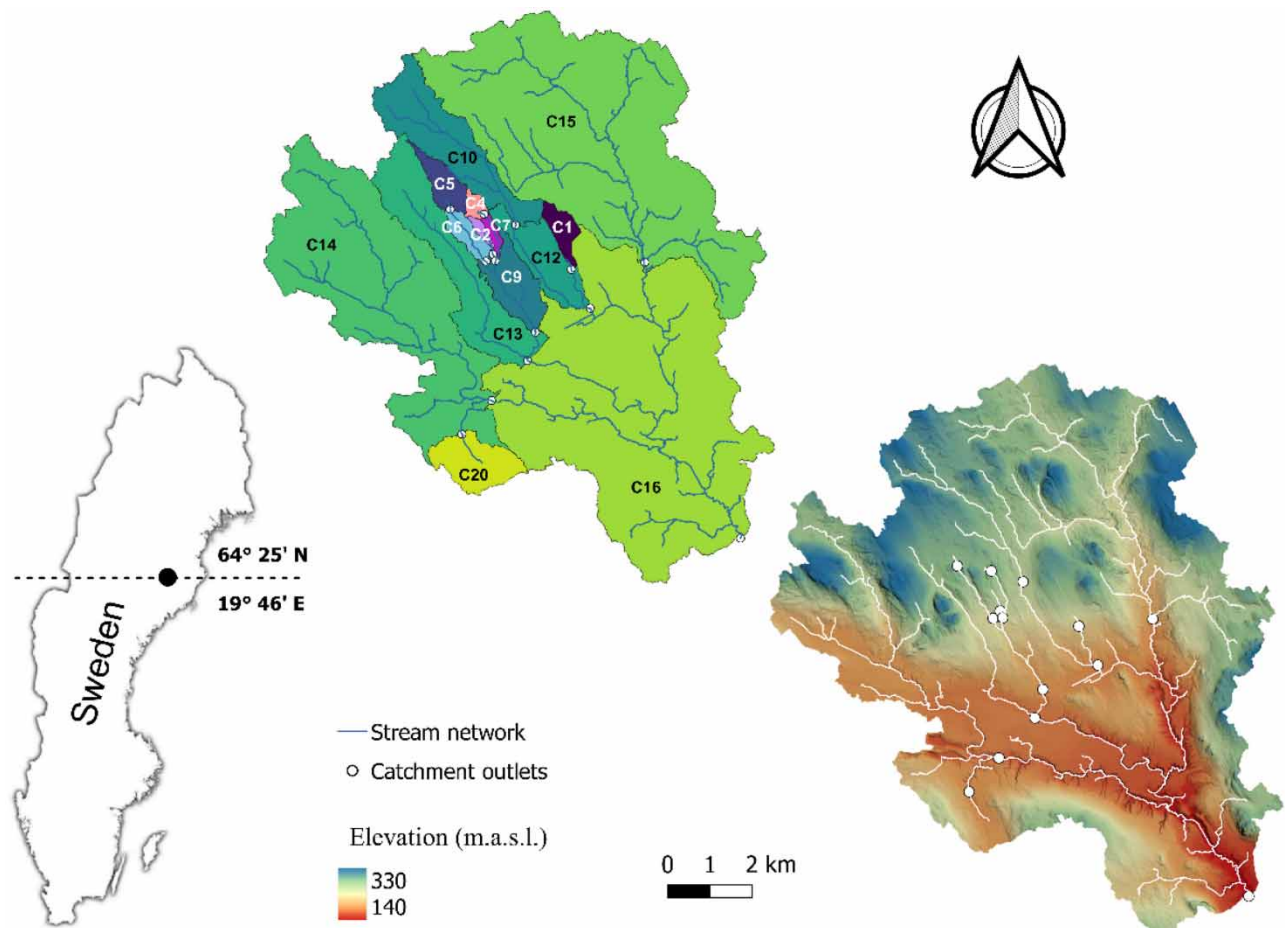 C15
C10
C5
C4
C1
C6
C2
C7
C14
C12
C9
C13
C20
C16
64° 25' N
19° 46' E
Sweden
Stream network
Catchment outlets
Elevation (m.a.s.l.)
330
140
0 1 2 km